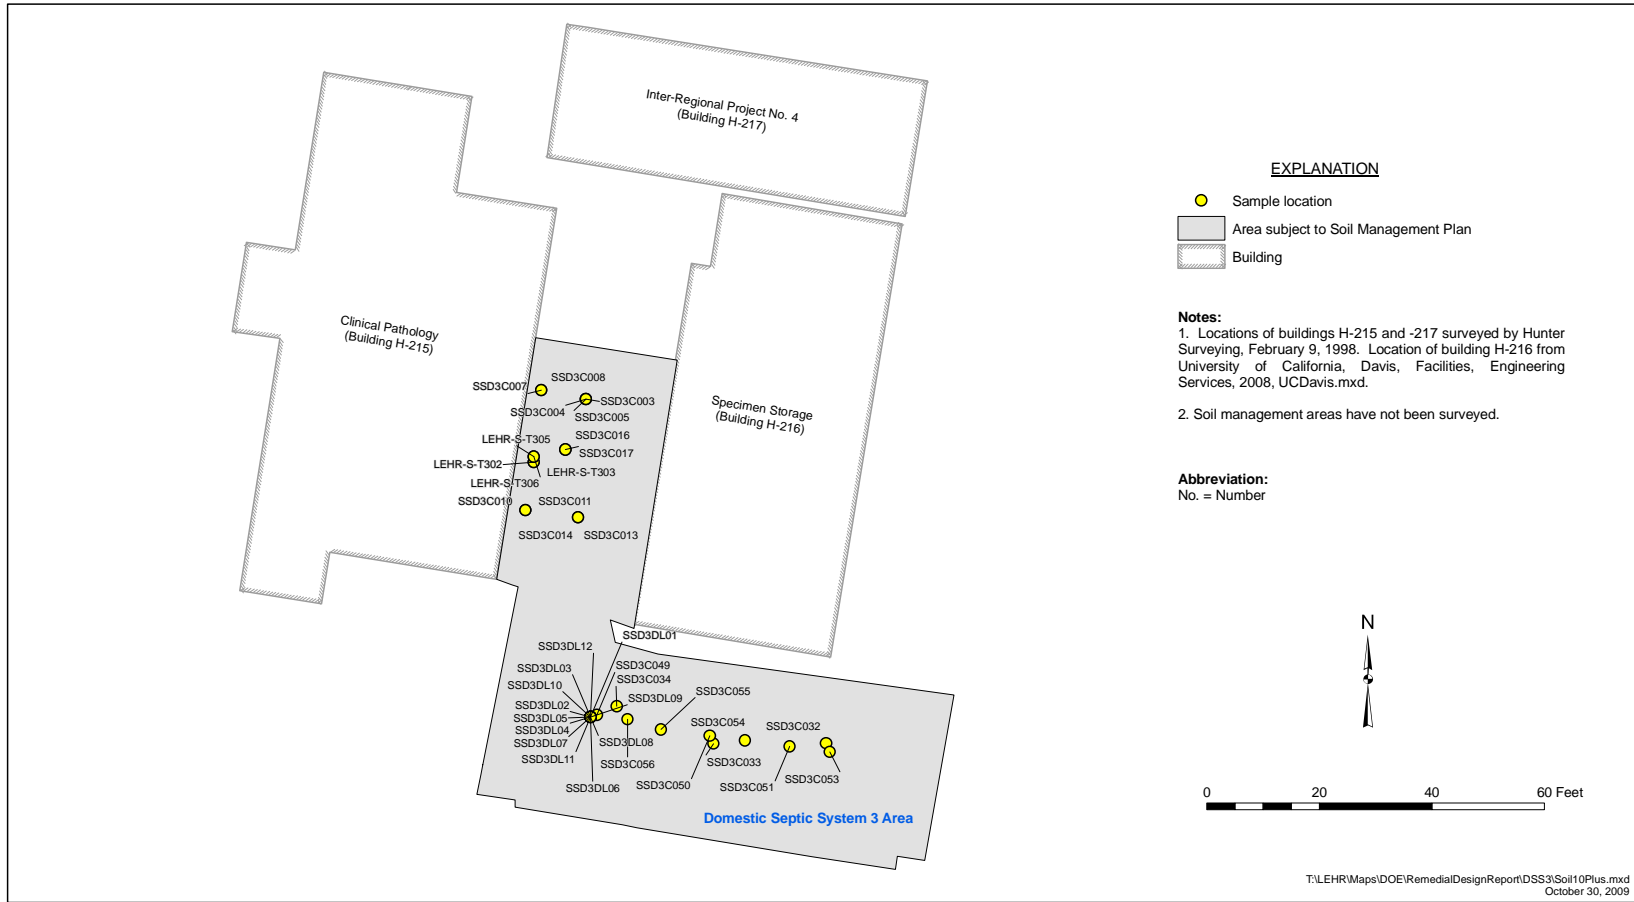 Inter-Regional Project No. 4
(Building H-217)
Clinical Pathology
(Building H-215)
Specimen Storage
(Building H-216)
SSD3C008
SSD3C007
SSD3C003
SSD3C004
SSD3C005
SSD3C016
LEHR-S-T305
SSD3C017
LEHR-S-T302
LEHR-S-T303
LEHR-S-T306
SSD3C010
SSD3C011
SSD3C014
SSD3C013
SSD3DL01
SSD3DL12
SSD3C049
SSD3DL03
SSD3C034
SSD3DL10
SSD3DL09
SSD3C055
SSD3DL02
SSD3DL05
SSD3C054
SSD3C032
SSD3DL04
SSD3DL07
SSD3DL08
SSD3DL11
SSD3C056
SSD3C033
SSD3C053
SSD3C050
SSD3C051
SSD3DL06
Domestic Septic System 3 Area
EXPLANATION
Sample location
Area subject to Soil Management Plan
Building
Notes:
1. Locations of buildings H-215 and -217 surveyed by Hunter
Surveying, February 9, 1998. Location of building H-216 from
University of California, Davis, Facilities, Engineering
Services, 2008, UCDavis.mxd.
2. Soil management areas have not been surveyed.
Abbreviation:
No. = Number
N
0 20 40 60 Feet
T:\LEHR\Maps\DOE\RemedialDesignReport\DSS3\Soil10Plus.mxd
October 30, 2009